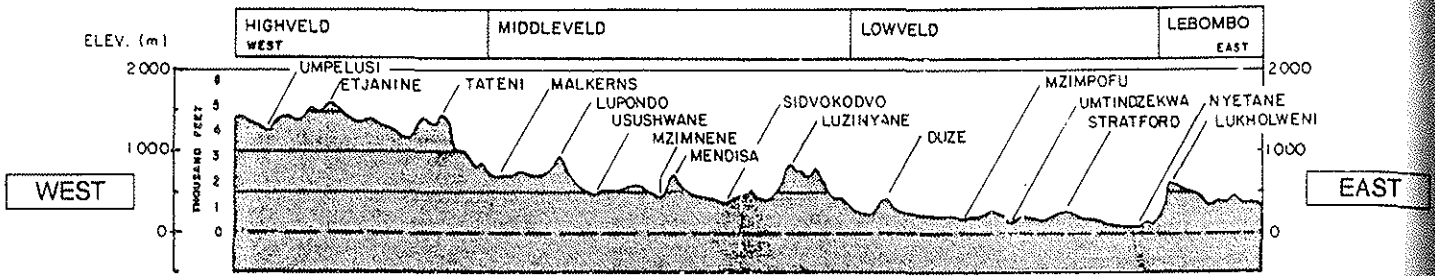 HIGHVELD MIDDLEVELD LOWVELD LEBOMBO
WEST EAST
ELEV. (m)
2000 2000
UMPELUSI MZIMPOFU
ETJANINE TATENI MALKERNS SIDVOKODVO UMTINDZEKWA NYETANE
LUPONDO LUZINYANE STRATFORD LUKHOLWENI
USUSHWANE
MZIMNENE DUZE
MENDISA
1000 1000
WEST EAST
THOUSAND FEET
6
5
4
3
2
1
0
0 0